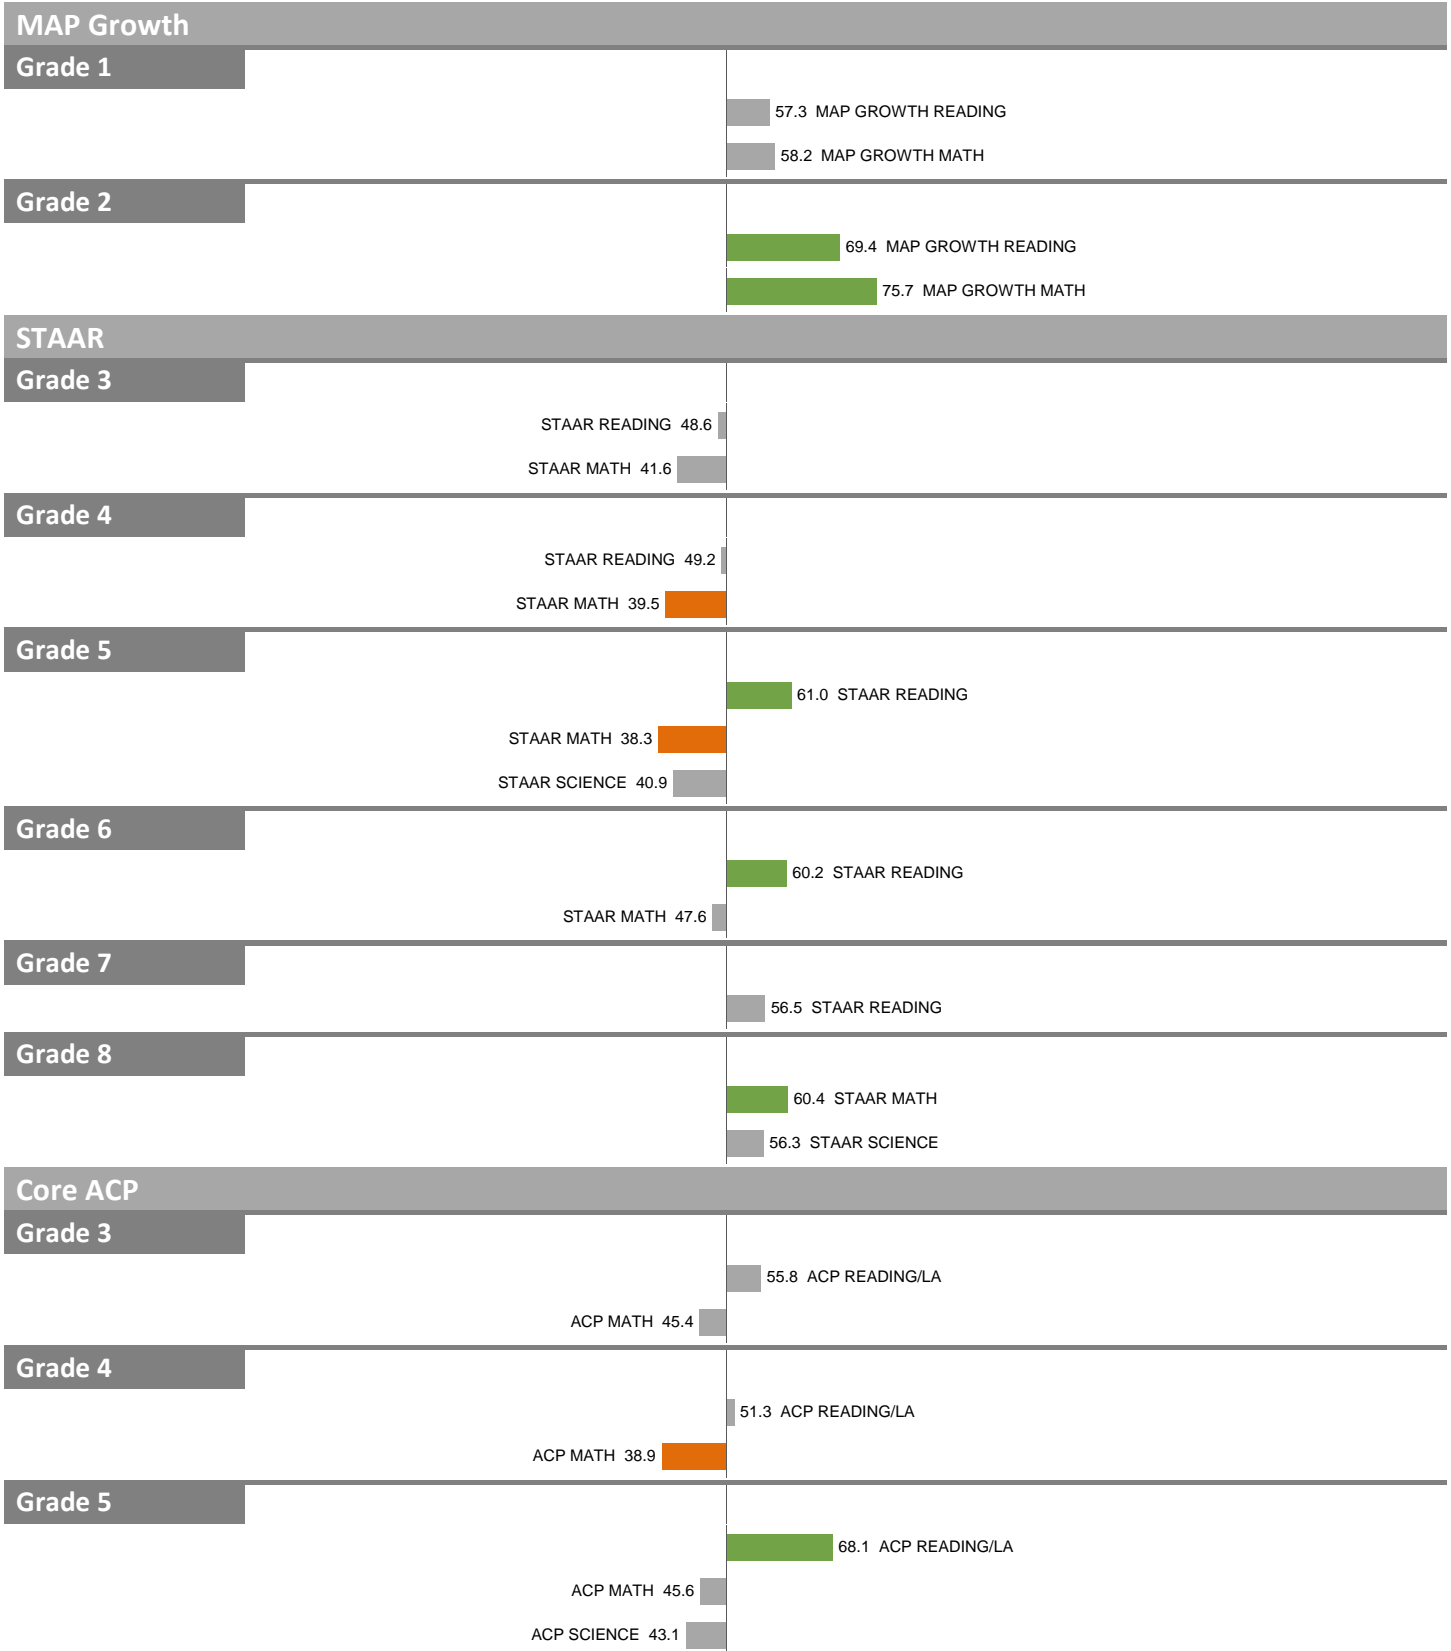 MAP Growth
Grade 1
57.3 MAP GROWTH READING
58.2 MAP GROWTH MATH
Grade 2
69.4 MAP GROWTH READING
75.7 MAP GROWTH MATH
STAAR
Grade 3
STAAR READING 48.6
STAAR MATH 41.6
Grade 4
STAAR READING 49.2
STAAR MATH 39.5
Grade 5
61.0 STAAR READING
STAAR MATH 38.3
STAAR SCIENCE 40.9
Grade 6
60.2 STAAR READING
STAAR MATH 47.6
Grade 7
56.5 STAAR READING
Grade 8
60.4 STAAR MATH
56.3 STAAR SCIENCE
Core ACP
Grade 3
55.8 ACP READING/LA
ACP MATH 45.4
Grade 4
51.3 ACP READING/LA
ACP MATH 38.9
Grade 5
68.1 ACP READING/LA
ACP MATH 45.6
ACP SCIENCE 43.1